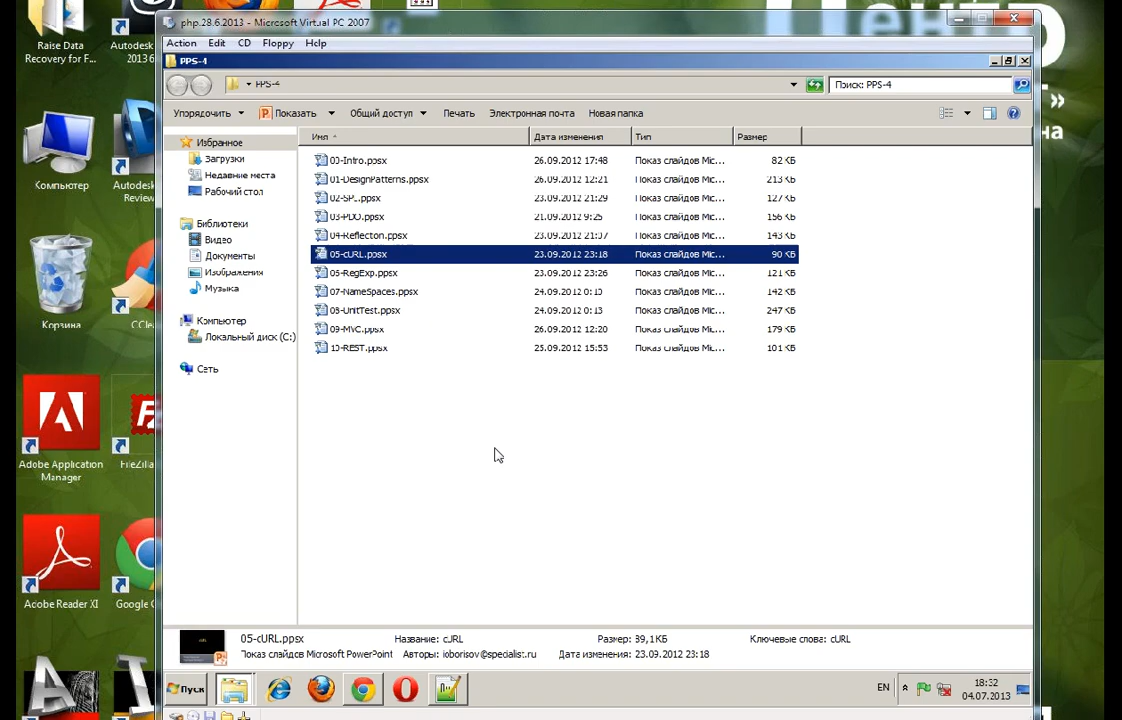 Центр
Т"
на
Raise Data
Recovery for F...
Autodesk
2013 б
php.28.6.2013 - Microsoft Virtual PC 2007
Action Edit CD Floppy Help
PPS-4
PPS-4
Поиск: PPS-4
Упорядочить Показать Общий доступ Печать Электронная почта Новая папка
Избранное
Загрузки
Недавние места
Рабочий стол
Библиотеки
Видео
Документы
Изображения
Музыка
Компьютер
Локальный диск (C:)
Сеть
Имя Дата изменения Тип Размер
00-Intro.ppsx 26.09.2012 17:48 Показ слайдов Mic... 82 КБ
01-DesignPatterns.ppsx 26.09.2012 12:21 Показ слайдов Mic... 213 КБ
02-SPL.ppsx 23.09.2012 21:29 Показ слайдов Mic... 127 КБ
03-PDO.ppsx 21.09.2012 9:25 Показ слайдов Mic... 156 КБ
04-Reflection.ppsx 23.09.2012 21:37 Показ слайдов Mic... 143 КБ
05-cURL.ppsx 23.09.2012 23:18 Показ слайдов Mic... 90 КБ
06-RegExp.ppsx 23.09.2012 23:26 Показ слайдов Mic... 121 КБ
07-NameSpaces.ppsx 24.09.2012 0:10 Показ слайдов Mic... 142 КБ
08-UnitTest.ppsx 24.09.2012 0:13 Показ слайдов Mic... 247 КБ
09-MVC.ppsx 26.09.2012 12:20 Показ слайдов Mic... 179 КБ
10-REST.ppsx 25.09.2012 15:53 Показ слайдов Mic... 101 КБ
Компьютер
Autodesk
Review
Корзина
CCle
Adobe Application
Manager
FileZilla
Adobe Reader XI
Google C
05-cURL.ppsx Название: cURL Размер: 89,1 КБ Ключевые слова: cURL
Показ слайдов Microsoft PowerPoint Авторы: ioborisov@specialist.ru Дата изменения: 23.09.2012 23:18
Пуск
EN
18:32
04.07.2013